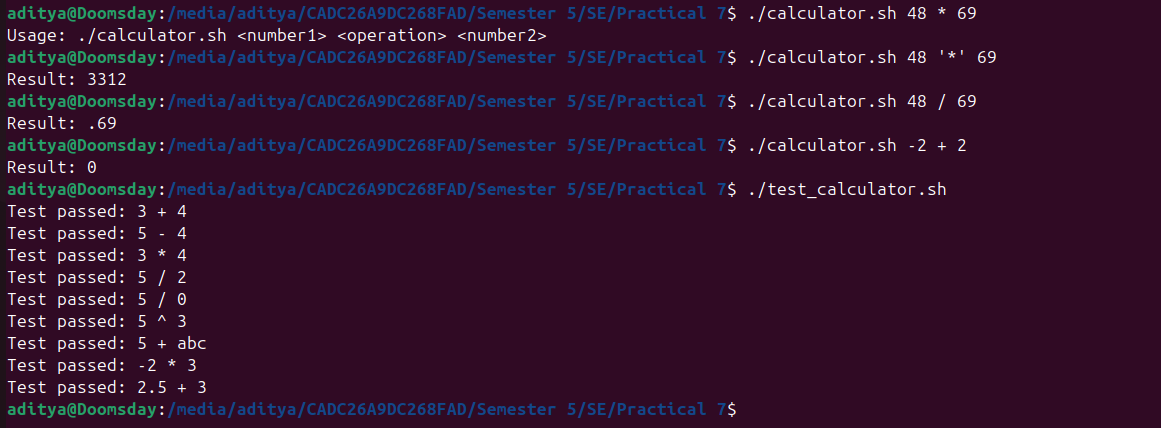 aditya@Doomsday:/media/aditya/CADC26A9DC268FAD/Semester 5/SE/Practical 7$ ./calculator.sh 48 * 69
Usage: ./calculator.sh <number1> <operation> <number2>
aditya@Doomsday:/media/aditya/CADC26A9DC268FAD/Semester 5/SE/Practical 7$ ./calculator.sh 48 '*' 69
Result: 3312
aditya@Doomsday:/media/aditya/CADC26A9DC268FAD/Semester 5/SE/Practical 7$ ./calculator.sh 48 / 69
Result: .69
aditya@Doomsday:/media/aditya/CADC26A9DC268FAD/Semester 5/SE/Practical 7$ ./calculator.sh -2 + 2
Result: 0
aditya@Doomsday:/media/aditya/CADC26A9DC268FAD/Semester 5/SE/Practical 7$ ./test_calculator.sh
Test passed: 3 + 4
Test passed: 5 - 4
Test passed: 3 * 4
Test passed: 5 / 2
Test passed: 5 / 0
Test passed: 5 ^ 3
Test passed: 5 + abc
Test passed: -2 * 3
Test passed: 2.5 + 3
aditya@Doomsday:/media/aditya/CADC26A9DC268FAD/Semester 5/SE/Practical 7$